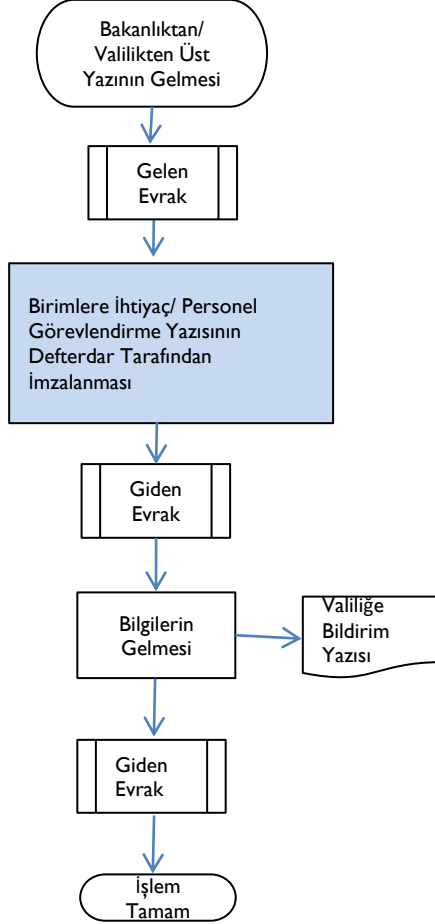 Bakanlıktan/
Valilikten Üst
Yazının Gelmesi
Gelen
Evrak
Birimlere İhtiyaç/ Personel
Görevlendirme Yazısının
Defterdar Tarafından
İmzalanması
Giden
Evrak
Bilgilerin
Gelmesi
Valiliğe
Bildirim
Yazısı
Giden
Evrak
İşlem
Tamam